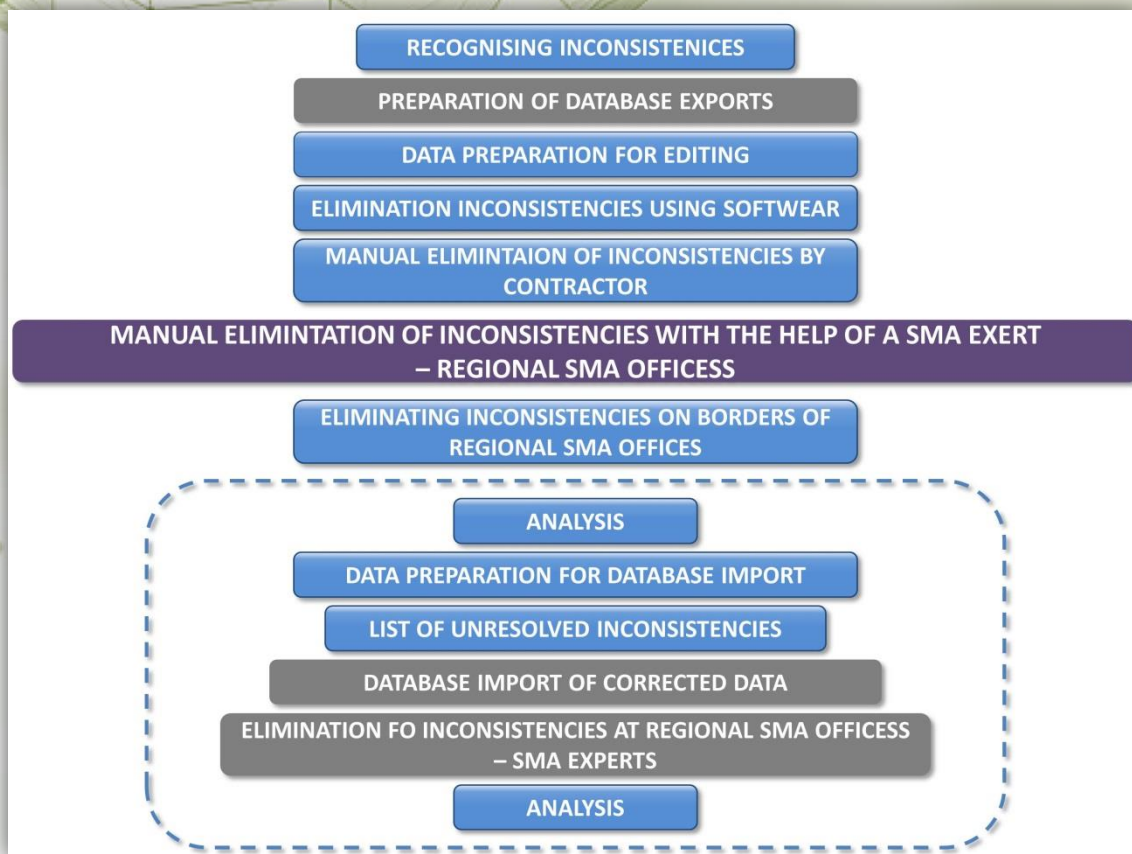 RECOGNISING INCONSISTENICES
PREPARATION OF DATABASE EXPORTS
DATA PREPARATION FOR EDITING
ELIMINATION INCONSISTENCIES USING SOFTWEAR
MANUAL ELIMINTAION OF INCONSISTENCIES BY
CONTRACTOR
MANUAL ELIMINTATION OF INCONSISTENCIES WITH THE HELP OF A SMA EXERT
– REGIONAL SMA OFFICESS
ELIMINATING INCONSISTENCIES ON BORDERS OF
REGIONAL SMA OFFICES
ANALYSIS
DATA PREPARATION FOR DATABASE IMPORT
LIST OF UNRESOLVED INCONSISTENCIES
DATABASE IMPORT OF CORRECTED DATA
ELIMINATION FO INCONSISTENCIES AT REGIONAL SMA OFFICESS
– SMA EXPERTS
ANALYSIS